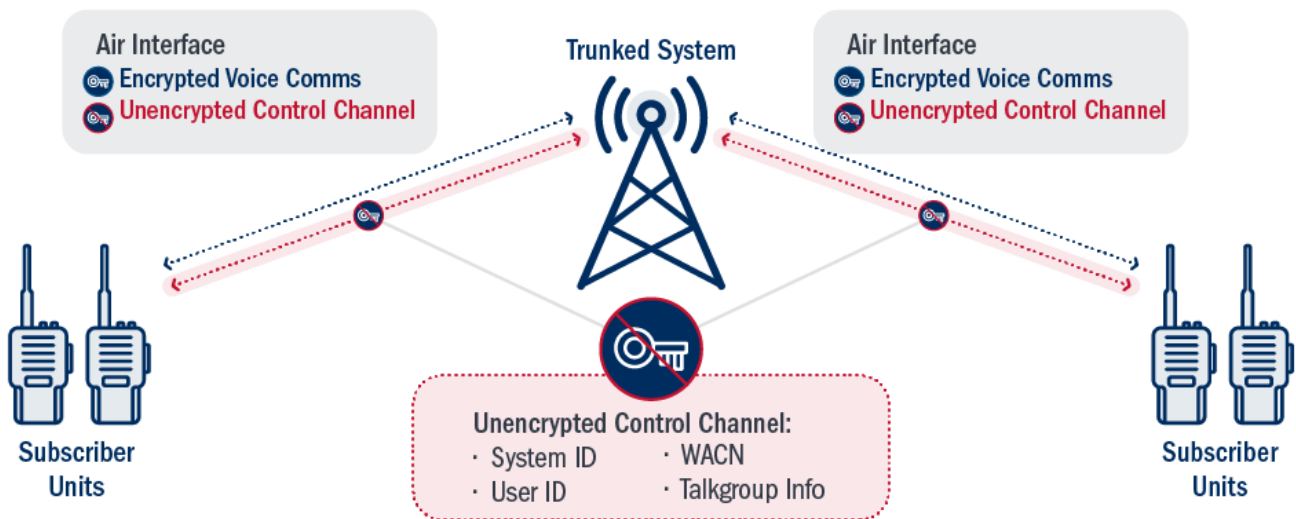 Air Interface
Encrypted Voice Comms
Unencrypted Control Channel
Trunked System
Air Interface
Encrypted Voice Comms
Unencrypted Control Channel
Subscriber
Units
Unencrypted Control Channel:
· System ID
· User ID
· WACN
· Talkgroup Info
Subscriber
Units